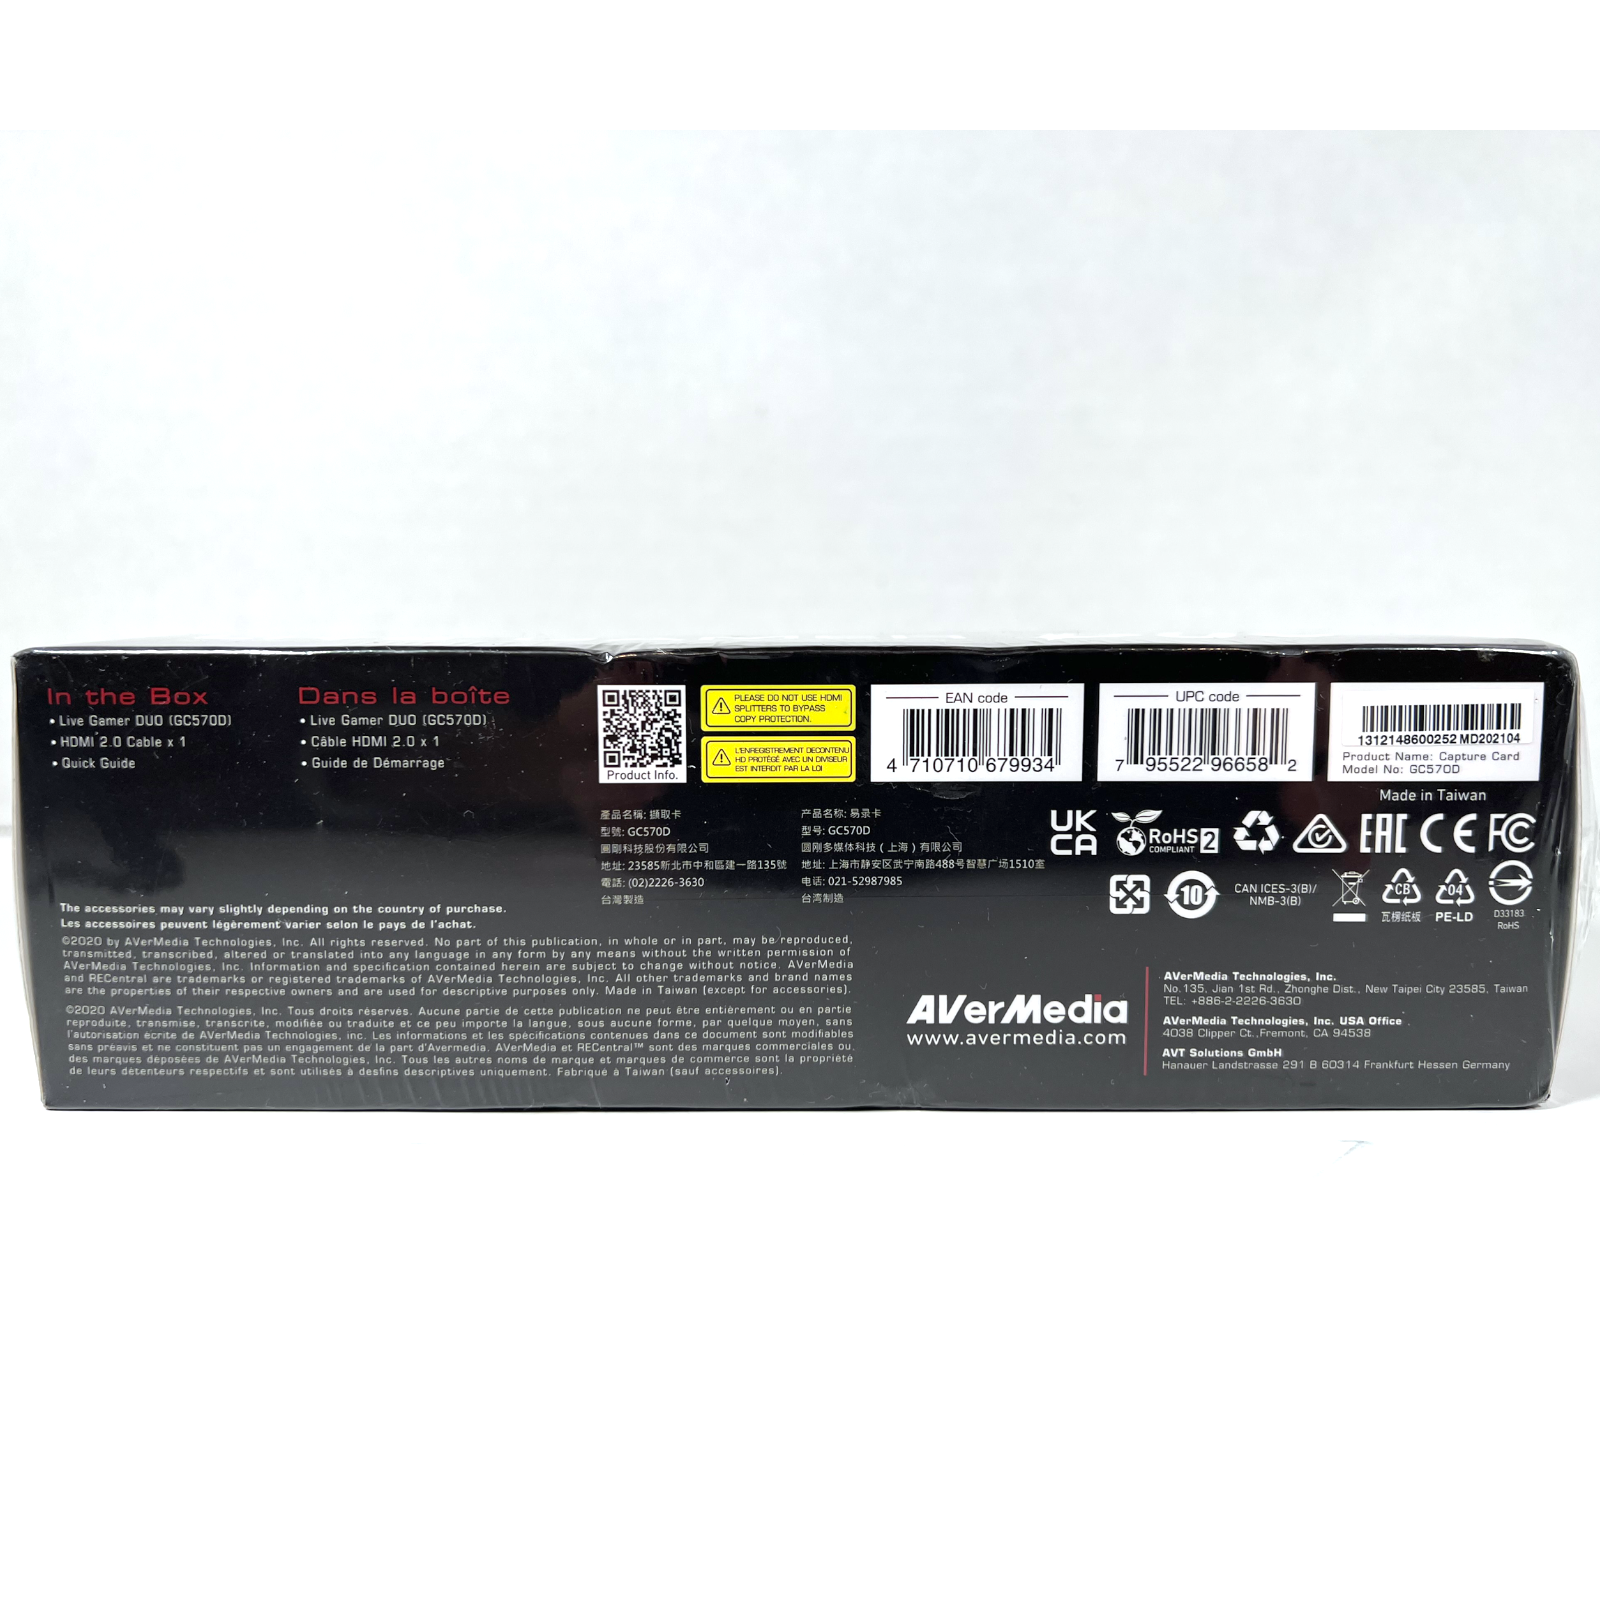 In the Box
• Live Gamer DUO (GC570D)
• HDMI 2.0 Cable x 1
• Quick Guide
Dans la boîte
• Live Gamer DUO (GC570D)
• Câble HDMI 2.0 x 1
• Guide de Démarrage
The accessories may vary slightly depending on the country of purchase.
Les accessoires peuvent légèrement varier selon le pays de l'achat.
©2020 by AVerMedia Technologies, Inc. All rights reserved. No part of this publication, in whole or in part, may be reproduced,
transmitted, transcribed, altered or translated into any language in any form by any means without the written permission of
AVerMedia Technologies, Inc. Information and specification contained herein are subject to change without notice. AVerMedia
and RECentral are trademarks or registered trademarks of AVerMedia Technologies, Inc. All other trademarks and brand names
are the properties of their respective owners and are used for descriptive purposes only. Made in Taiwan (except for accessories).
©2020 AVerMedia Technologies, Inc. Tous droits réservés. Aucune partie de cette publication ne peut être entièrement ou en partie
reproduite, transmise, transcrite, modifiée ou traduite et ce peu importe la langue, sous aucune forme, par quelque moyen, sans
l'autorisation écrite de AVerMedia Technologies, inc. Les informations et les spécifications contenues dans ce document sont modifiables
sans préavis et ne constituent pas un engagement de la part d'Avermedia. AVerMedia et RECentral™ sont des marques commerciales ou,
des marques déposées de AVerMedia Technologies, Inc. Tous les autres noms de marque et marques de commerce sont la propriété
de leurs détenteurs respectifs et sont utilisés à desfins descriptives uniquement. Fabriqué à Taiwan (sauf accessoires).
Product Info.
PLEASE DO NOT USE HDMI
SPLITTERS TO BYPASS
COPY PROTECTION.
L'ENREGISTREMENT DECONTENU
HD PROTÉGÉ AVEC UN DIVISEUR
EST INTERDIT PAR LA LOI
EAN code
4 710710 679934
UPC code
7 95522 96658 2
1312148600252 MD202104
Product Name: Capture Card
Model No: GC570D
Made in Taiwan
產品名稱: 擷取卡
型號: GC570D
圓剛科技股份有限公司
地址: 23585新北市中和區建一路135號
電話: (02)2226-3630
台灣製造
产品名称: 易录卡
型号: GC570D
圆刚多媒体科技（上海）有限公司
地址: 上海市静安区武宁南路488号智慧广场1510室
电话: 021-52987985
台湾制造
UK
CA
RoHS 2
COMPLIANT
EAC CE FC
10
CAN ICES-3(B)/
NMB-3(B)
CB
瓦楞纸板
04
PE-LD
D33183
RoHS
AVerMedia
www.avermedia.com
AVerMedia Technologies, Inc.
No.135, Jian 1st Rd., Zhonghe Dist., New Taipei City 23585, Taiwan
TEL: +886-2-2226-3630
AVerMedia Technologies, Inc. USA Office
4038 Clipper Ct.,Fremont, CA 94538
AVT Solutions GmbH
Hanauer Landstrasse 291 B 60314 Frankfurt Hessen Germany